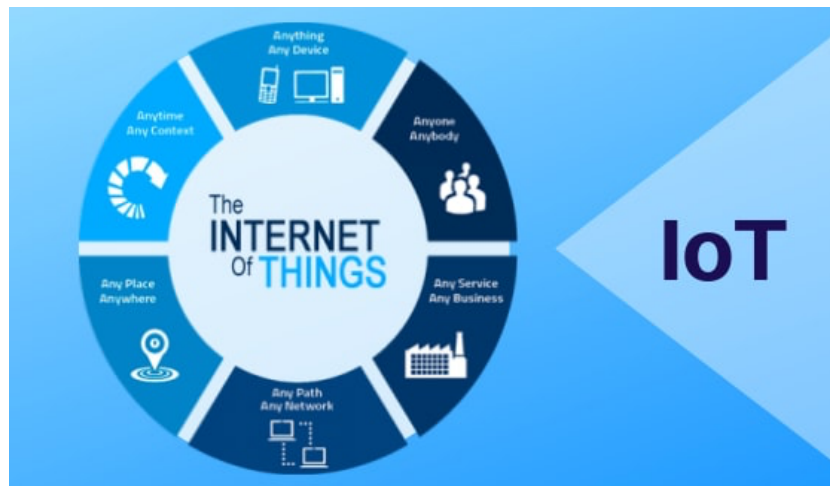 Anything
Any Device
Anyone
Anybody
Any Service
Any Business
Any Path
Any Network
Any Place
Anywhere
Anytime
Any Context
The
INTERNET
Of THINGS
IoT